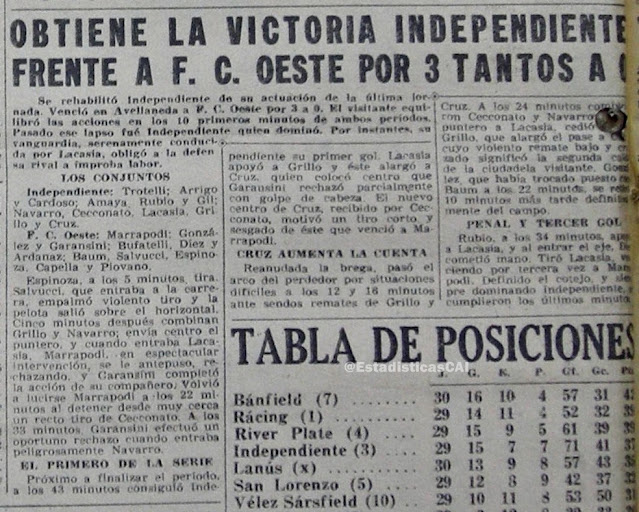 OBTIENE LA VICTORIA INDEPENDIENTE
FRENTE A F. C. OESTE POR 3 TANTOS A
Se rehabilitó Independiente de su actuación de la última jor-
nada. Venció en Avellaneda a F. C. Oeste por 3 a 0. El visitante equili-
bró las acciones en los 10 primeros minutos de ambos períodos.
Pasado ese lapso fué Independiente quien dominó. Por instantes, su
vanguardia, serenamente conduci-
da por Lacasia, obligó a la defen
sa rival a ímproba labor.
LOS CONJUNTOS
Independiente: Trotelli; Arrigo
y Cardoso; Amaya, Rubio y Gil;
Navarro, Cecconato, Lacasia, Gri
llo y Cruz.
F. C. Oeste: Marrapodi; Gonzá-
lez y Garansini; Bufatelli, Diez y
Ardanaz; Baum, Salvucci, Espino-
za, Capella y Piovano.
Espinoza, a los 5 minutos, tira.
Salvucci, que entraba a la carre-
ra, empalmó violento tiro y la
pelota salió sobre el horizontal.
Cinco minutos después combinan
Grillo y Navarro; envía centro el
puntero, y cuando entraba Laca-
sia, Marrapodi, en espectacular
intervención, se le antepuso, re-
chazando, y Garansini completó
la acción de su compañero. Volvió
a lucirse Marrapodi a los 22 mi-
nutos al detener desde muy cerca
un recto tiro de Cecconato. A los
33 minutos, Garansini efectuó un
oportuno rechazo cuando entraba
peligrosamente Navarro.
EL PRIMERO DE LA SERIE
Próximo a finalizar el período,
a los 43 minutos consiguió Inde-
pendiente su primer gol. Lacasia
apoyó a Grillo y éste alargó a
Cruz, quien colocó centro que
Garansini rechazó parcialmente
con golpe de cabeza. El nuevo
centro de Cruz, recibido por Cec-
conato, motivó un tiro corto y
sesgado de éste que venció a Ma-
rrapodi.
CRUZ AUMENTA LA CUENTA
Reanudada la brega, pasó el
arco del perdedor por situaciones
difíciles a los 12 y 16 minutos
ante sendos remates de Grillo y
Cruz. A los 24 minutos
con Cecconato y Navarro.
puntero a Lacasia, cedió
Grillo, que alargó el pase a
cuyo violento remate bajo y
zado significó la segunda
de la ciudadela visitante.
lez, que había trocado puesto
Baum a los 22 minutos, se
10 minutos más tarde definiti-
mente del campo.
PENAL Y TERCER GOL
Rubio, a los 34 minutos,
a Lacasia, y al entrar el eje,
cometió mano. Tiró Lacasia,
ciendo por tercera vez a
podi. Definido el cotejo, y
pre dominando Independiente,
cumplieron los últimos
TABLA DE POSICIONES
@EstadisticasCAI
J. G. E. P. Gf. Gc.
Bánfield (7) 30 16 10 4 57 31
Rácing (1) 29 14 11 4 52 32
River Plate (4) 29 15 9 5 61 39
Independiente (3) 29 15 7 7 71 41
Lanús (x) 30 13 9 8 57 43
San Lorenzo (5) 29 12 8 9 42 37
Vélez Sársfield (10) 29 10 11 8 53 50